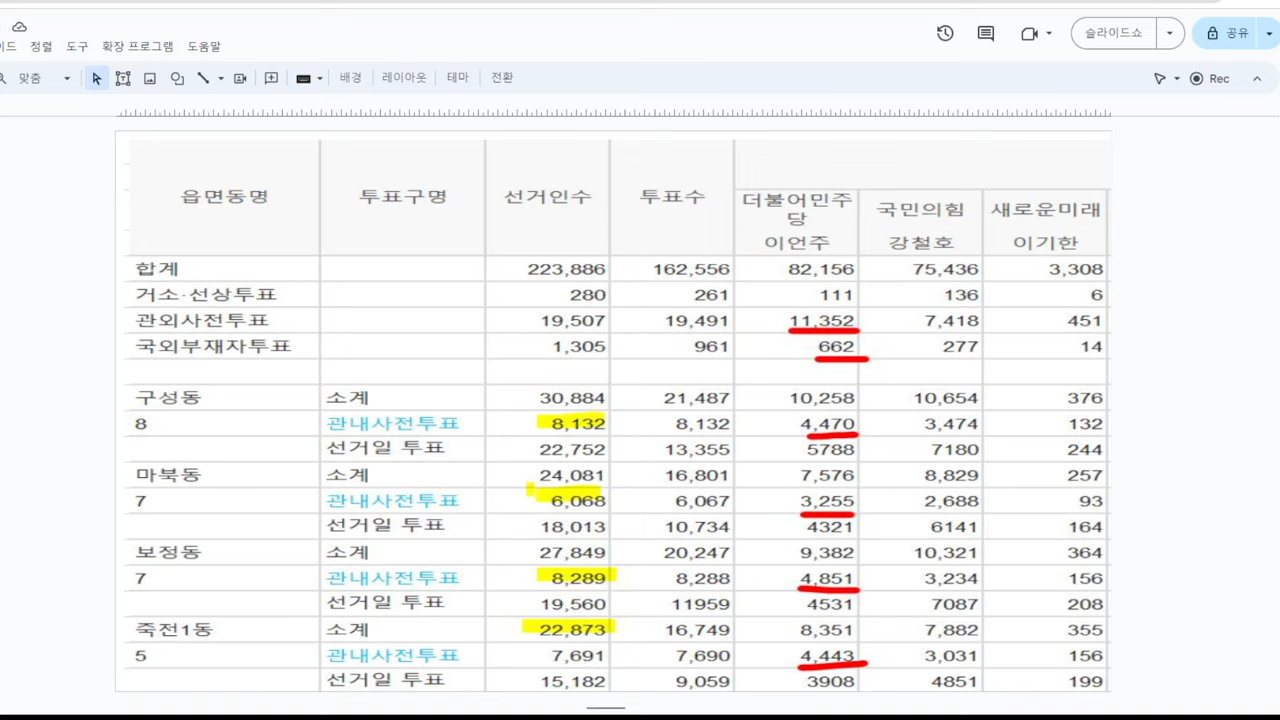 이드 정렬 도구 확장 프로그램 도움말
슬라이드쇼 공유
맞춤 배경 레이아웃 테마 전환 Rec
읍면동명 투표구명 선거인수 투표수 더불어민주당 이언주 국민의힘 강철호 새로운미래 이기한
합계 223,886 162,556 82,156 75,436 3,308
거소·선상투표 280 261 111 136 6
관외사전투표 19,507 19,491 11,352 7,418 451
국외부재자투표 1,305 961 662 277 14
구성동 소계 30,884 21,487 10,258 10,654 376
8 관내사전투표 8,132 8,132 4,470 3,474 132
선거일 투표 22,752 13,355 5788 7180 244
마북동 소계 24,081 16,801 7,576 8,829 257
7 관내사전투표 6,068 6,067 3,255 2,688 93
선거일 투표 18,013 10,734 4321 6141 164
보정동 소계 27,849 20,247 9,382 10,321 364
7 관내사전투표 8,289 8,288 4,851 3,234 156
선거일 투표 19,560 11959 4531 7087 208
죽전1동 소계 22,873 16,749 8,351 7,882 355
5 관내사전투표 7,691 7,690 4,443 3,031 156
선거일 투표 15,182 9,059 3908 4851 199